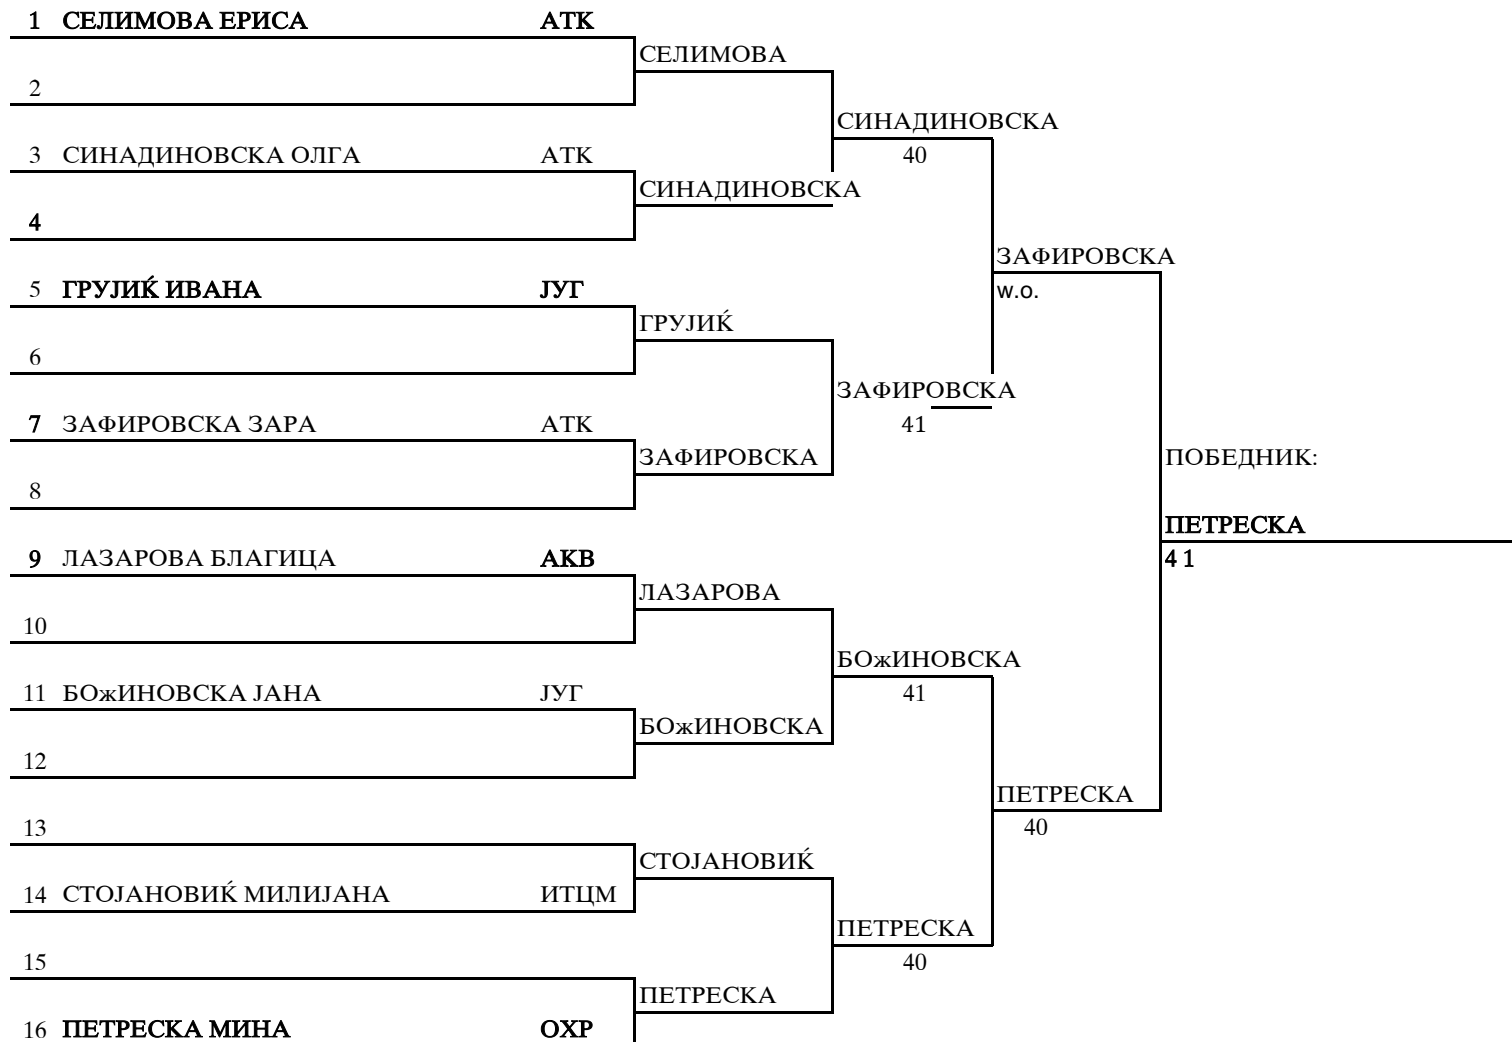 1 СЕЛИМОВА ЕРИСА АТК
СЕЛИМОВА
2
СИНАДИНОВСКА
3 СИНАДИНОВСКА ОЛГА АТК
40
СИНАДИНОВСКА
4
ЗАФИРОВСКА
5 ГРУЈИЌ ИВАНА ЈУГ
w.o.
ГРУЈИЌ
6
ЗАФИРОВСКА
7 ЗАФИРОВСКА ЗАРА АТК
41
ЗАФИРОВСКА
ПОБЕДНИК:
8
ПЕТРЕСКА
9 ЛАЗАРОВА БЛАГИЦА АКВ
4 1
ЛАЗАРОВА
10
БОжИНОВСКА
11 БОжИНОВСКА ЈАНА ЈУГ
41
БОжИНОВСКА
12
ПЕТРЕСКА
13
40
СТОЈАНОВИЌ
14 СТОЈАНОВИЌ МИЛИЈАНА ИТЦМ
ПЕТРЕСКА
15
40
ПЕТРЕСКА
16 ПЕТРЕСКА МИНА ОХР